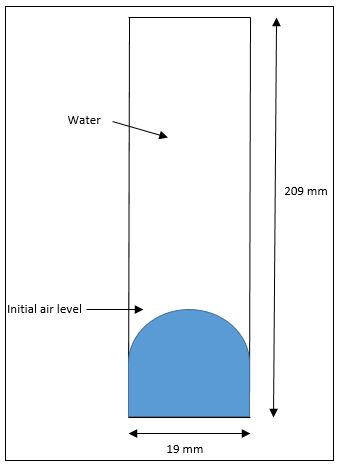 Water
209 mm
Initial air level
19 mm